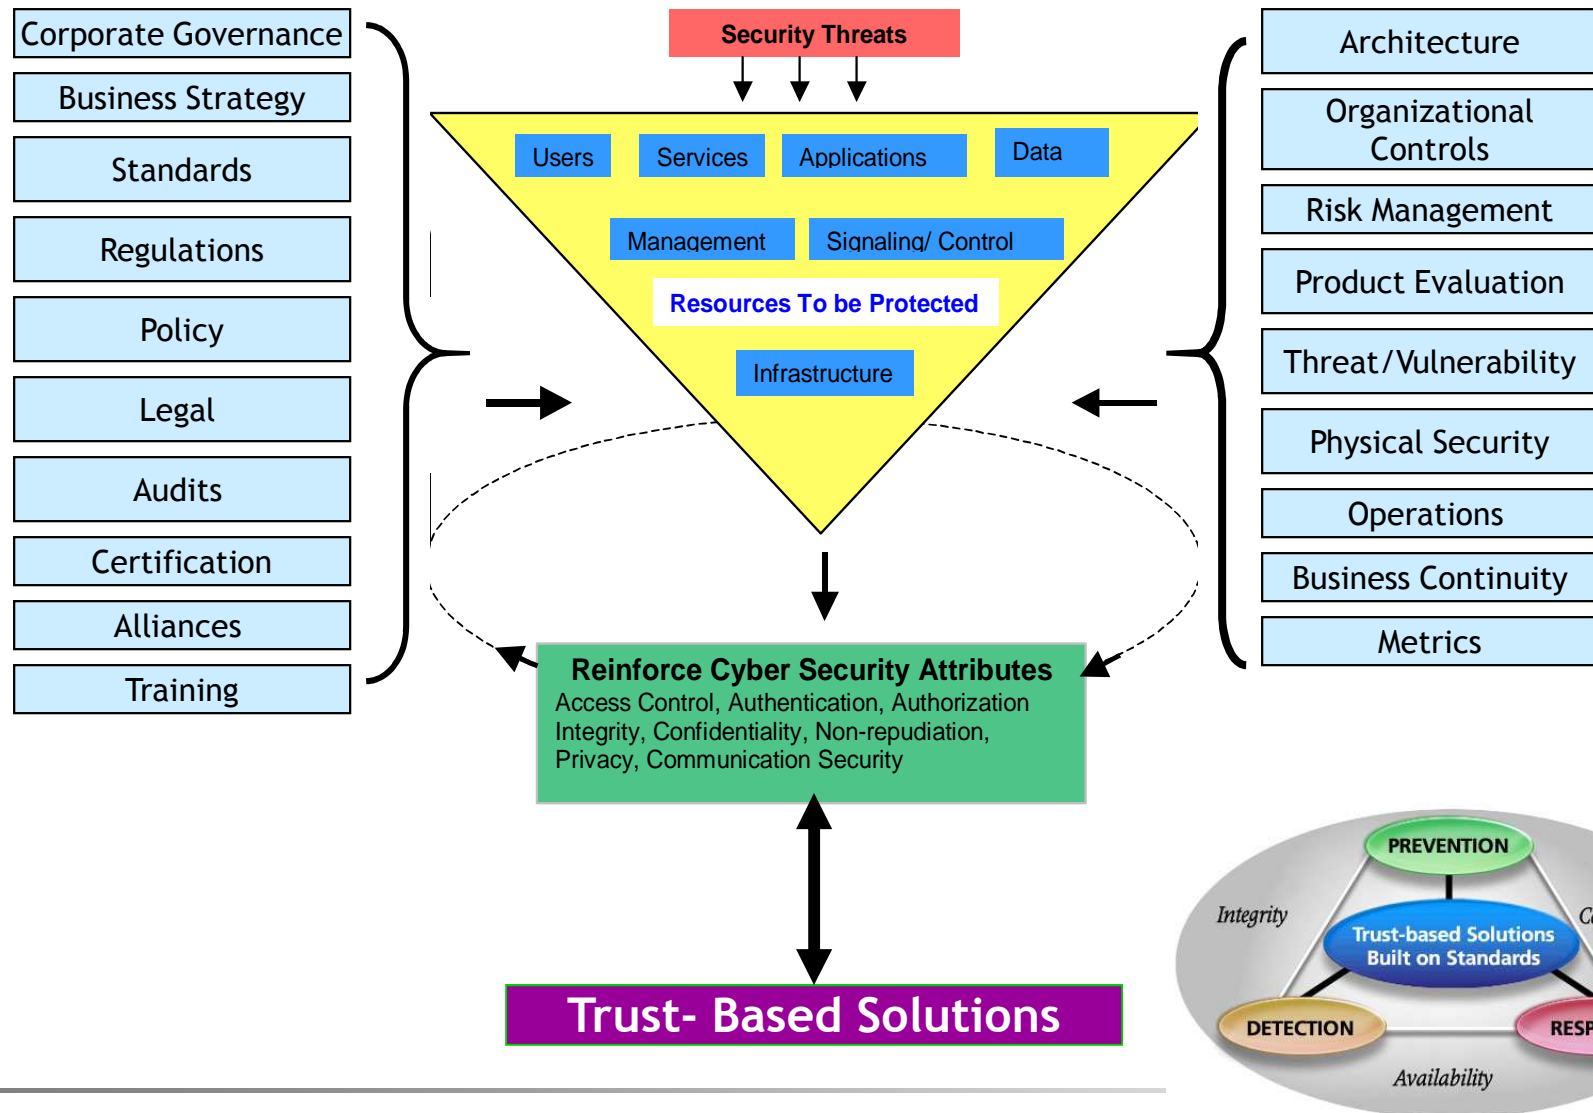 Corporate Governance
Business Strategy
Standards
Regulations
Policy
Legal
Audits
Certification
Alliances
Training
Security Threats
Users
Services
Applications
Data
Management
Signaling/ Control
Resources To be Protected
Infrastructure
Reinforce Cyber Security Attributes
Access Control, Authentication, Authorization
Integrity, Confidentiality, Non-repudiation,
Privacy, Communication Security
Trust- Based Solutions
Architecture
Organizational
Controls
Risk Management
Product Evaluation
Threat/Vulnerability
Physical Security
Operations
Business Continuity
Metrics
PREVENTION
Integrity
Trust-based Solutions
Built on Standards
DETECTION
Availability